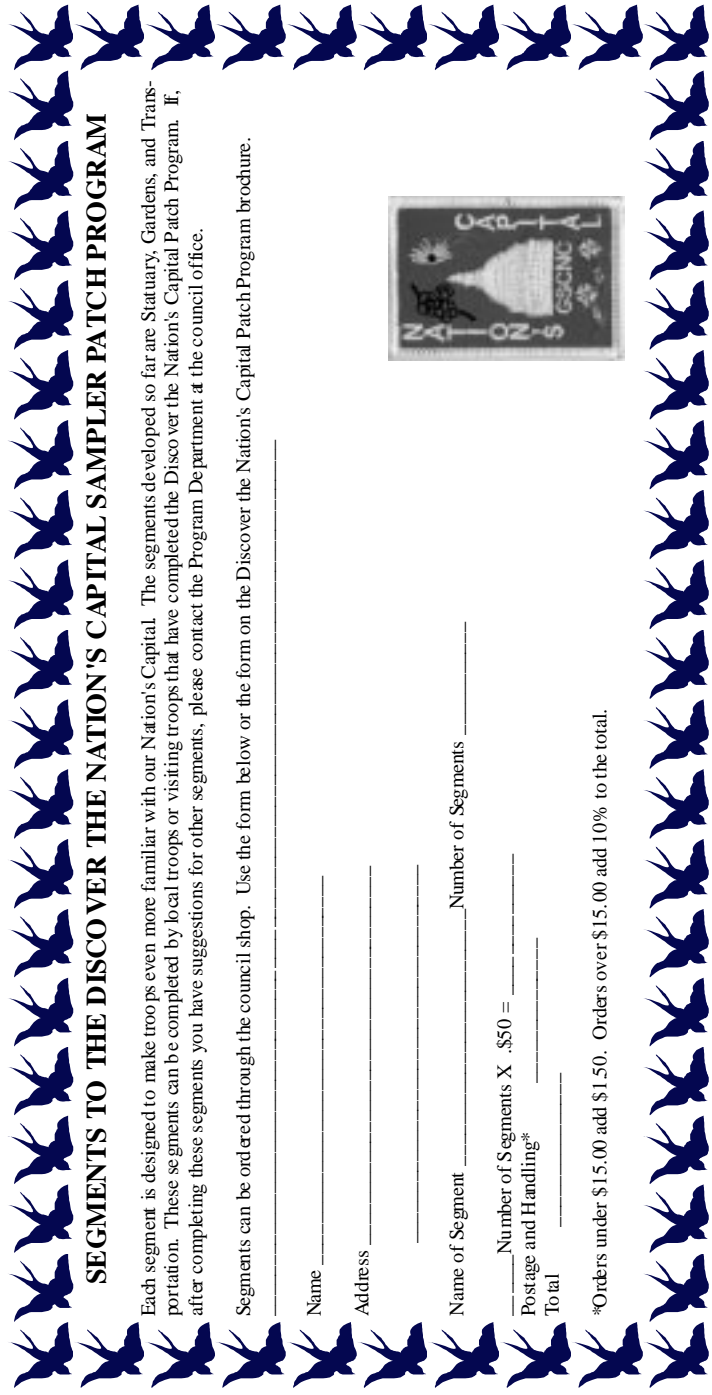 SEGMENTS TO THE DISCOVER THE NATION'S CAPITAL SAMPLER PATCH PROGRAM
Each segment is designed to make troops even more familiar with our Nation's Capital. The segments developed so far are Statuary, Gardens, and Trans-
portation. These segments can be completed by local troops or visiting troops that have completed the Discover the Nation's Capital Patch Program. If,
after completing these segments you have suggestions for other segments, please contact the Program Department at the council office.
Segments can be ordered through the council shop. Use the form below or the form on the Discover the Nation's Capital Patch Program brochure.
Name
Address
Name of Segment Number of Segments
Number of Segments X .$50 =
Postage and Handling*
Total
*Orders under $15.00 add $1.50. Orders over $15.00 add 10% to the total.
NATION'S
GSCNC
CAPITAL